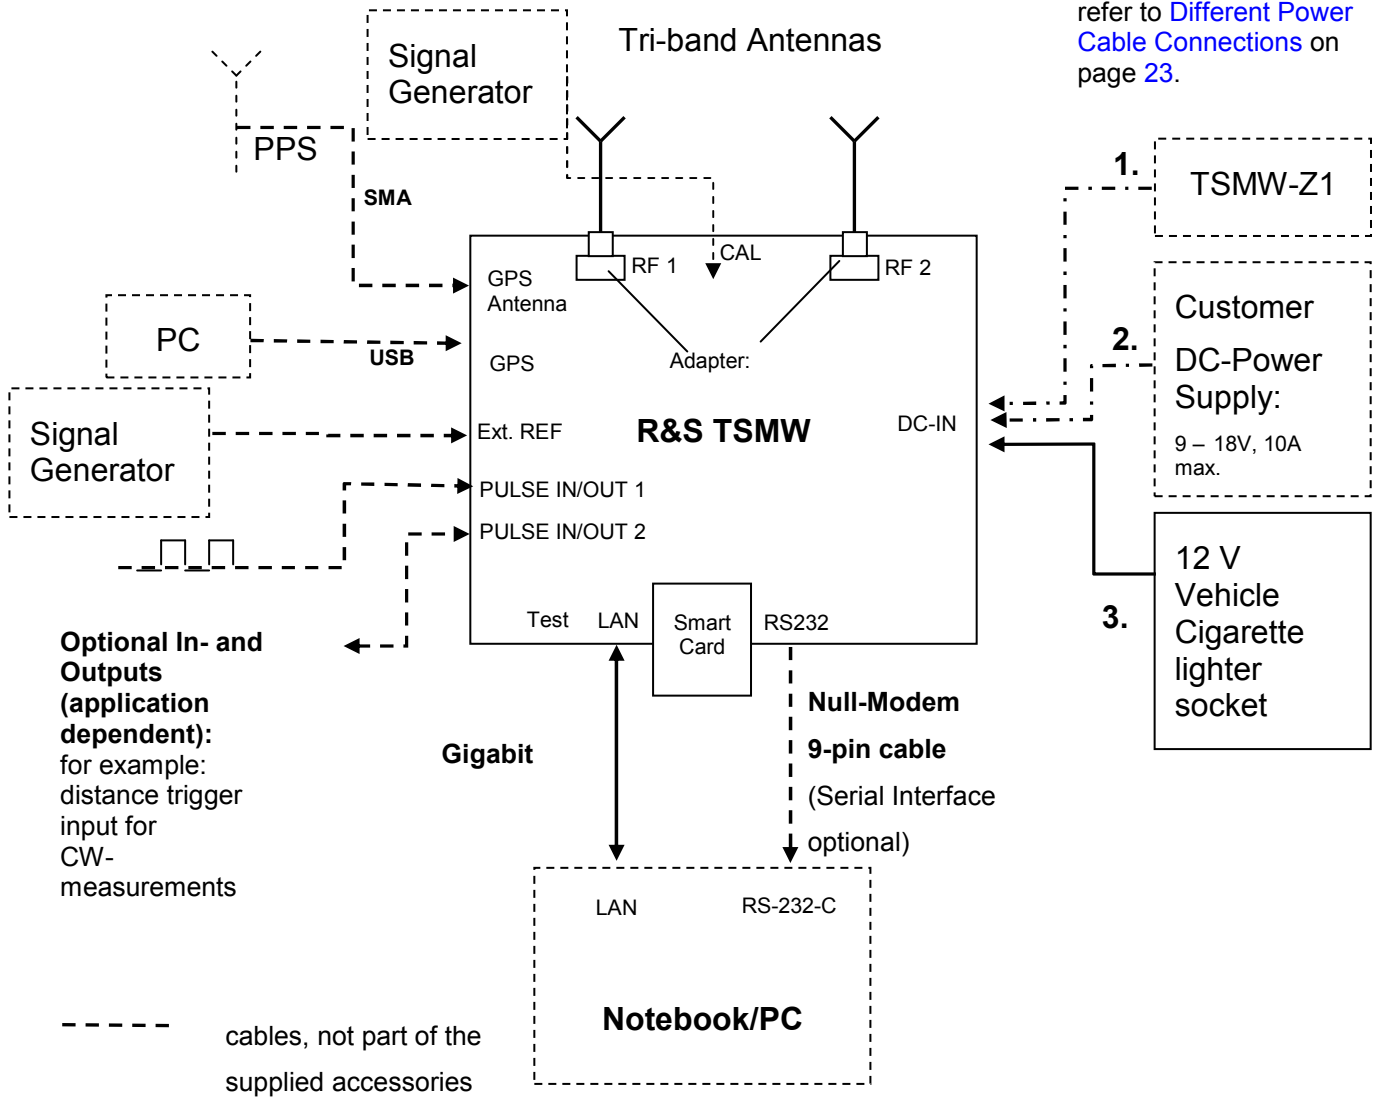 refer to Different Power
Cable Connections on
page 23.
Tri-band Antennas
Signal
Generator
PPS
SMA
1.
TSMW-Z1
CAL
RF 1
RF 2
GPS
Antenna
PC
USB
GPS
Adapter:
2.
Customer
DC-Power
Supply:
9 – 18V, 10A
max.
Signal
Generator
Ext. REF
R&S TSMW
DC-IN
PULSE IN/OUT 1
PULSE IN/OUT 2
3.
12 V
Vehicle
Cigarette
lighter
socket
Test
LAN
Smart
Card
RS232
Optional In- and
Outputs
(application
dependent):
for example:
distance trigger
input for
CW-
measurements
Gigabit
Null-Modem
9-pin cable
(Serial Interface
optional)
LAN
RS-232-C
Notebook/PC
cables, not part of the
supplied accessories